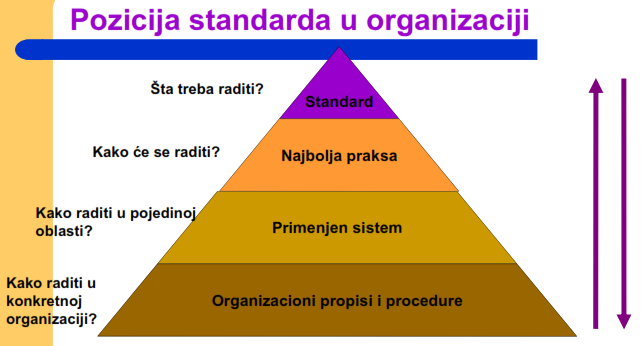 Pozicija standarda u organizaciji
Šta treba raditi?
Standard
Kako će se raditi?
Najbolja praksa
Kako raditi u pojedinoj
oblasti?
Primenjen sistem
Kako raditi u
konkretnoj
organizaciji?
Organizacioni propisi i procedure